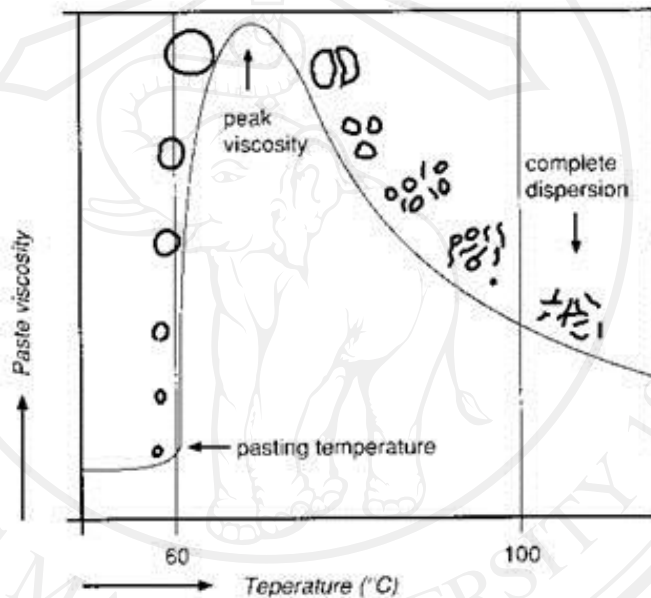 peak
viscosity
complete
dispersion
Paste viscosity
pasting temperature
60
100
Teperature (°C)